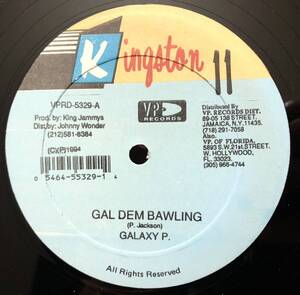 Kingston 11
VPRD-5329-A
Prod. by: King Jammys
Dist. by: Johnny Wonder
(212)581-8384
(C)(P)1994
0 5464-55329-1 4
VP
RECORDS
Distributed By
VP. RECORDS DIST.
89-05 138 STREET,
JAMAICA, N.Y. 11435.
(718) 291-7058
Also.
VP. OF FLORIDA,
5893 S.W. 21st STREET,
W. HOLLYWOOD,
FL. 33023.
(305) 966-4744
GAL DEM BAWLING
(P. Jackson)
GALAXY P.
All Rights Reserved